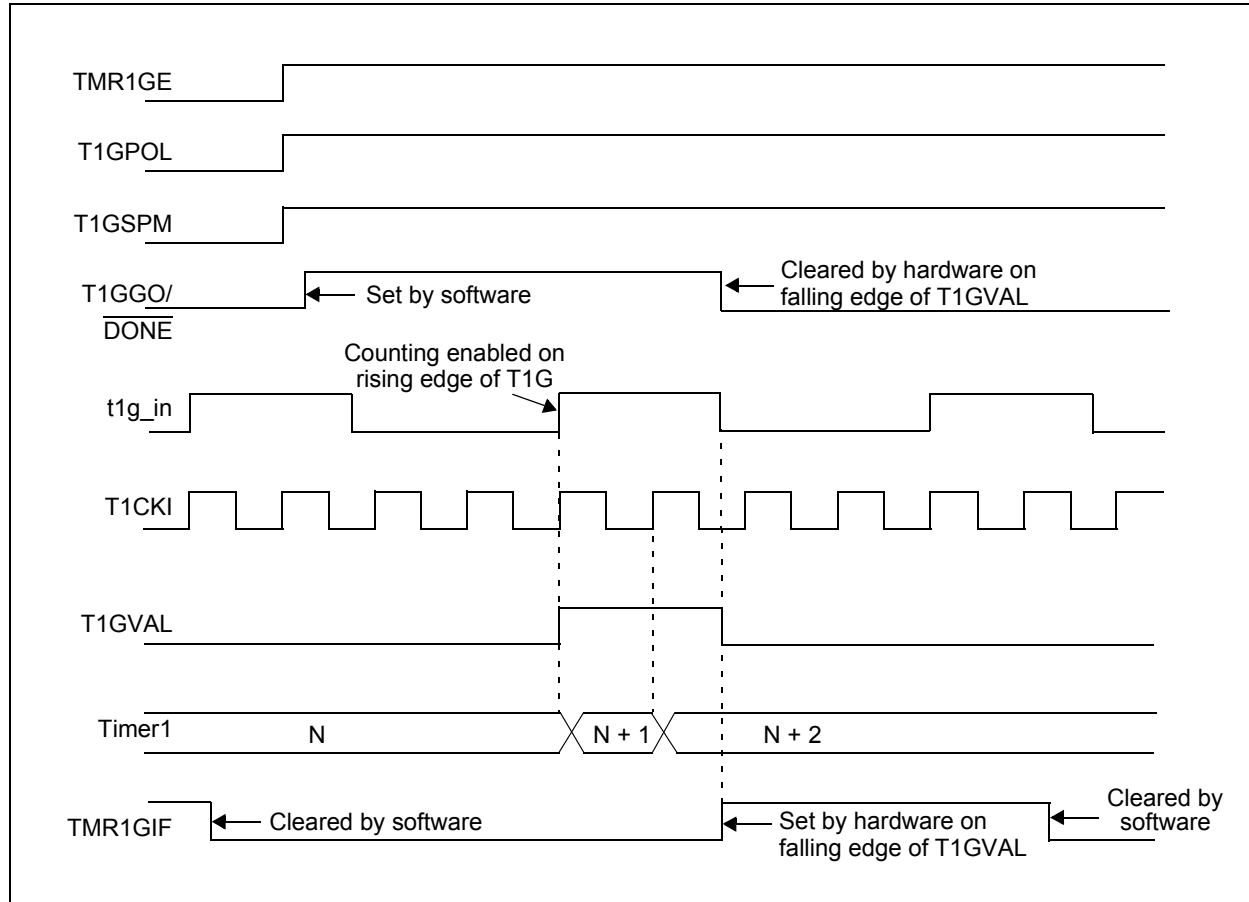 TMR1GE
T1GPOL
T1GSPM
T1GGO/
DONE
Set by software
Cleared by hardware on
falling edge of T1GVAL
Counting enabled on
rising edge of T1G
t1g_in
T1CKI
T1GVAL
Timer1
N
N + 1
N + 2
TMR1GIF
Cleared by software
Set by hardware on
falling edge of T1GVAL
Cleared by
software